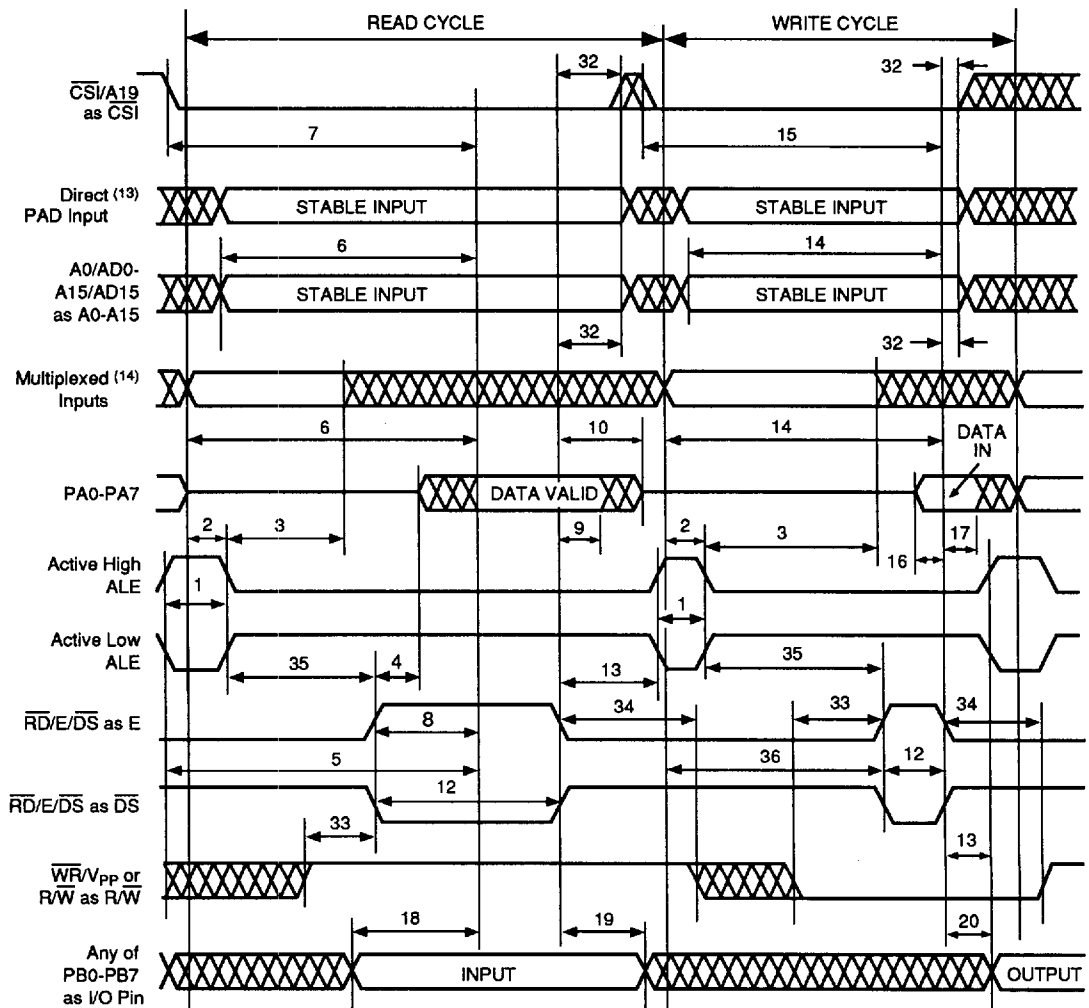 READ CYCLE WRITE CYCLE
32
32
CSI/A19
as CSI
7
15
Direct (13)
PAD Input
STABLE INPUT STABLE INPUT
6
14
A0/AD0-
A15/AD15
as A0-A15
STABLE INPUT STABLE INPUT
32
32
Multiplexed (14)
Inputs
6
10
14
DATA
IN
PA0-PA7
DATA VALID
2
3
9
2
3
17
16
Active High
ALE
1
1
Active Low
ALE
35
4
13
35
RD/E/DS as E
8
34
33
34
5
36
12
12
RD/E/DS as DS
33
13
WR/VPP or
R/W as R/W
18
19
20
Any of
PB0-PB7
as I/O Pin
INPUT OUTPUT